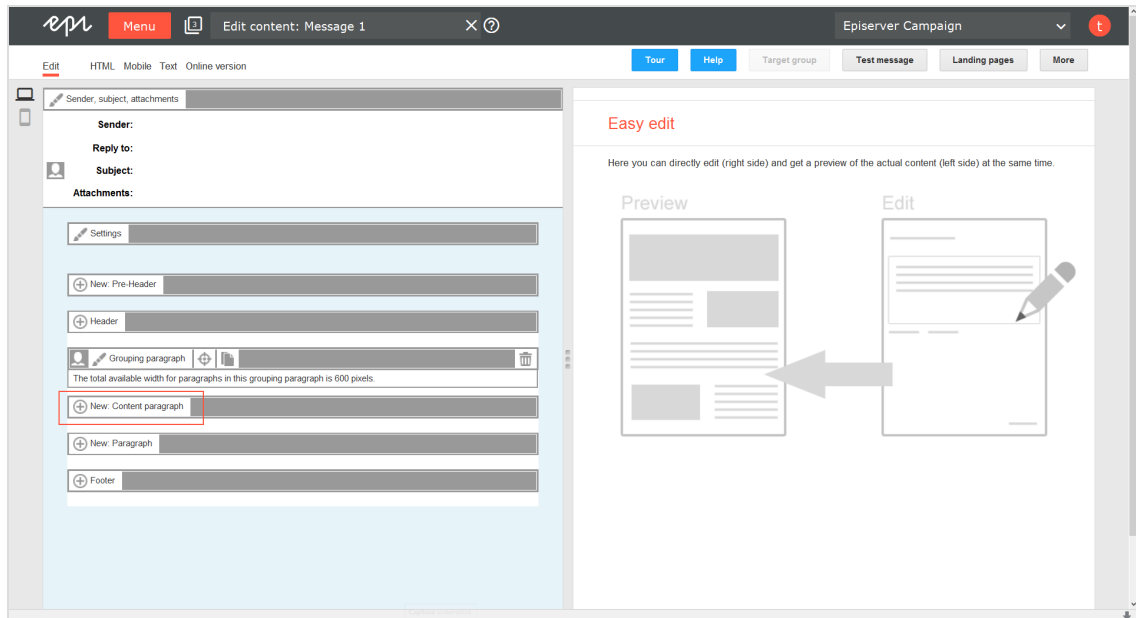 epi Menu 3 Edit content: Message 1 Episerver Campaign t
Edit HTML Mobile Text Online version Tour Help Target group Test message Landing pages More
Sender, subject, attachments
Sender:
Reply to:
Subject:
Attachments:
Settings
New: Pre-Header
Header
Grouping paragraph
The total available width for paragraphs in this grouping paragraph is 600 pixels.
New: Content paragraph
New: Paragraph
Footer
Easy edit
Here you can directly edit (right side) and get a preview of the actual content (left side) at the same time.
Preview Edit